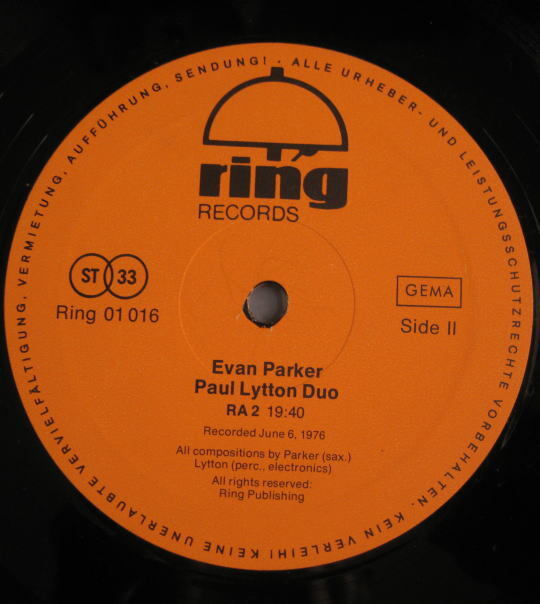 ALLE URHEBER- UND LEISTUNGSSCHUTZRECHTE VORBEHALTEN. KEIN VERLEIH! KEINE UNERLAUBTE VERVIELFÄLTIGUNG, VERMIETUNG, AUFFÜHRUNG, SENDUNG! ·
ring
RECORDS
ST 33
GEMA
Ring 01 016
Side II
Evan Parker
Paul Lytton Duo
RA 2 19:40
Recorded June 6, 1976
All compositions by Parker (sax.)
Lytton (perc., electronics)
All rights reserved:
Ring Publishing